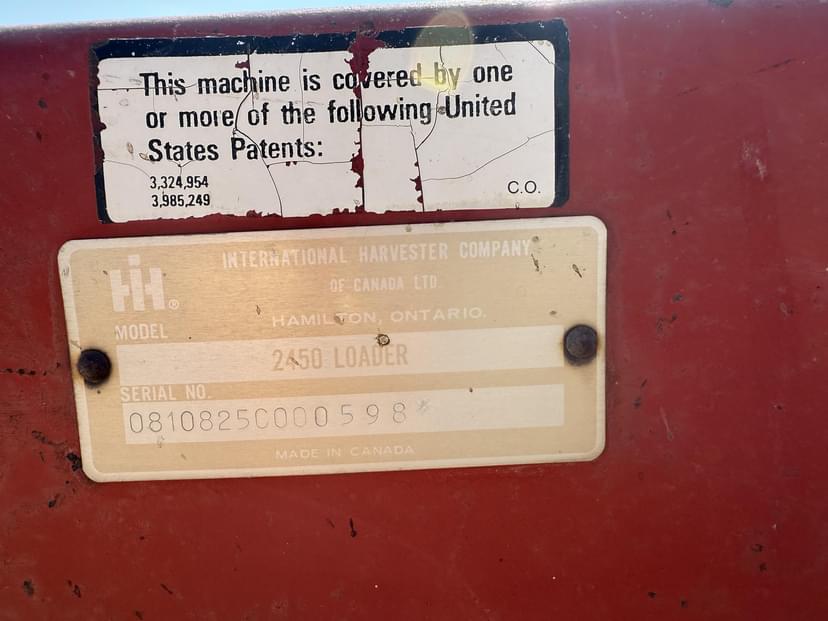 This machine is covered by one
or more of the following United
States Patents:
3,324,954
3,985,249
C.O.
INTERNATIONAL HARVESTER COMPANY
OF CANADA LTD.
IH®
HAMILTON, ONTARIO.
MODEL
2450 LOADER
SERIAL NO.
0810825C000598*
MADE IN CANADA